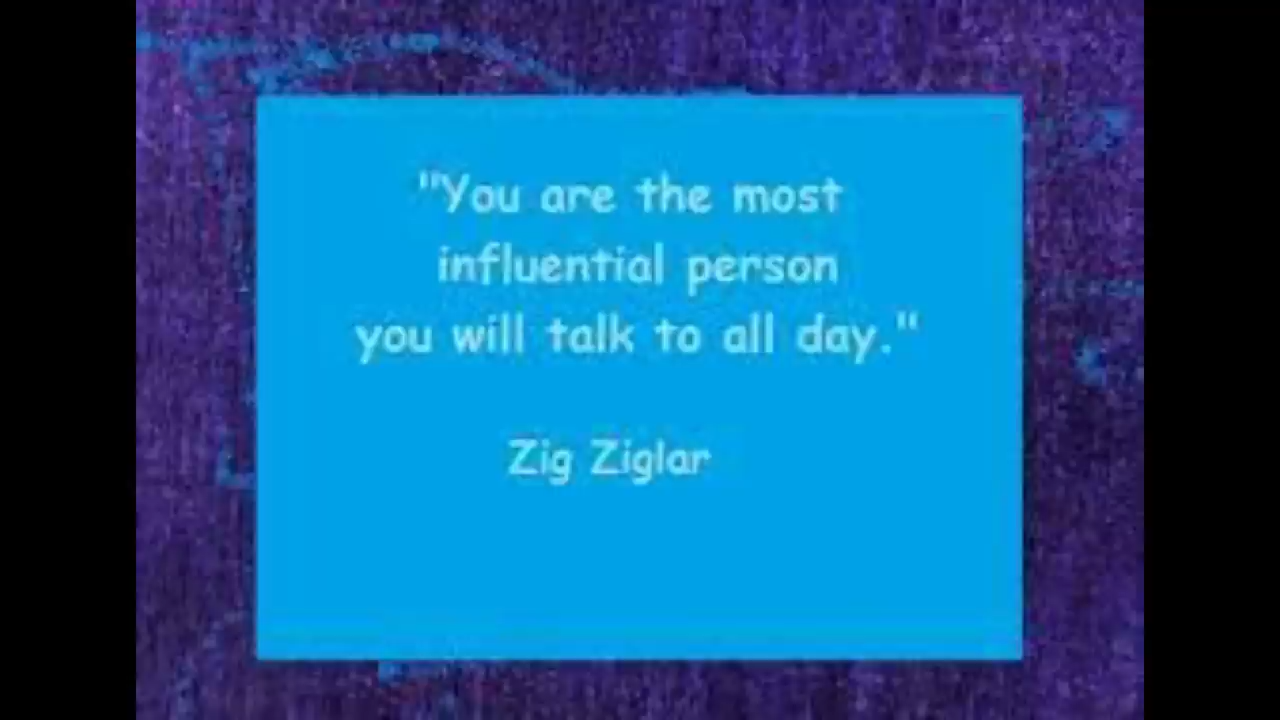 "You are the most
influential person
you will talk to all day."
Zig Ziglar